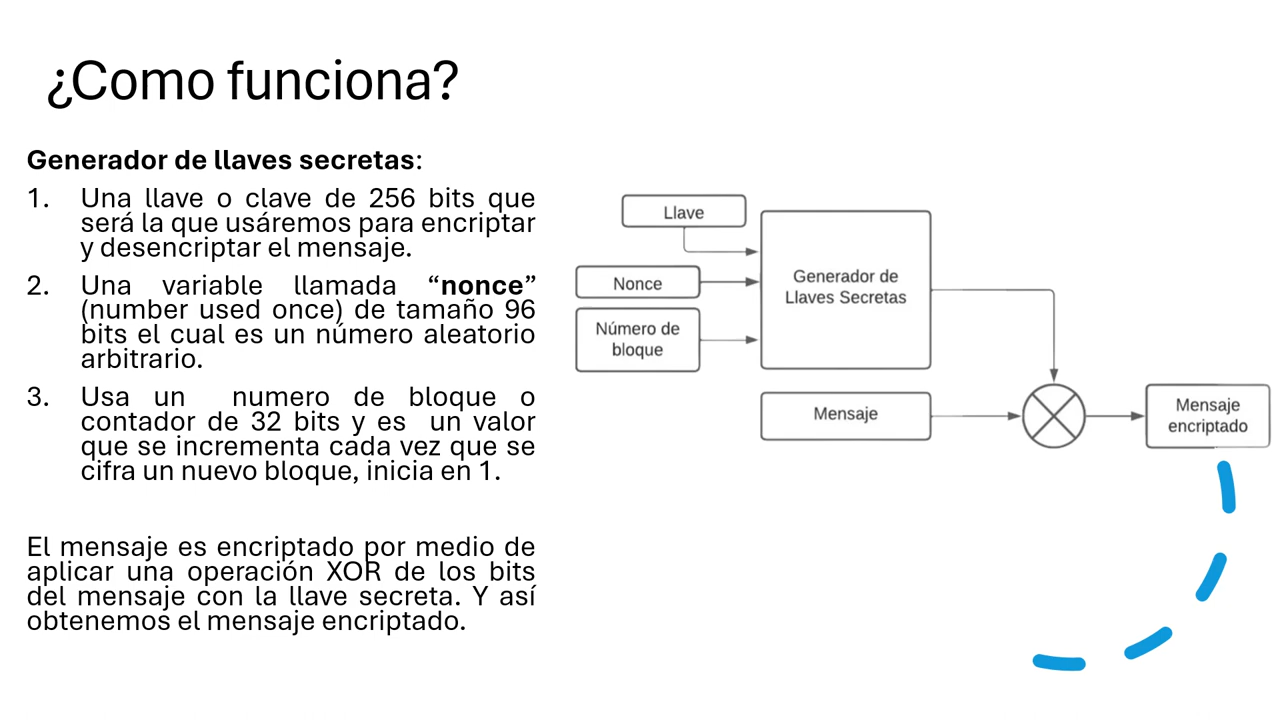 ¿Como funciona?
Generador de llaves secretas:
1. Una llave o clave de 256 bits que
será la que usáremos para encriptar
y desencriptar el mensaje.
2. Una variable llamada “nonce”
(number used once) de tamaño 96
bits el cual es un número aleatorio
arbitrario.
3. Usa un numero de bloque o
contador de 32 bits y es un valor
que se incrementa cada vez que se
cifra un nuevo bloque, inicia en 1.
El mensaje es encriptado por medio de
aplicar una operación XOR de los bits
del mensaje con la llave secreta. Y así
obtenemos el mensaje encriptado.
Llave
Nonce
Número de
bloque
Generador de
Llaves Secretas
Mensaje
Mensaje
encriptado